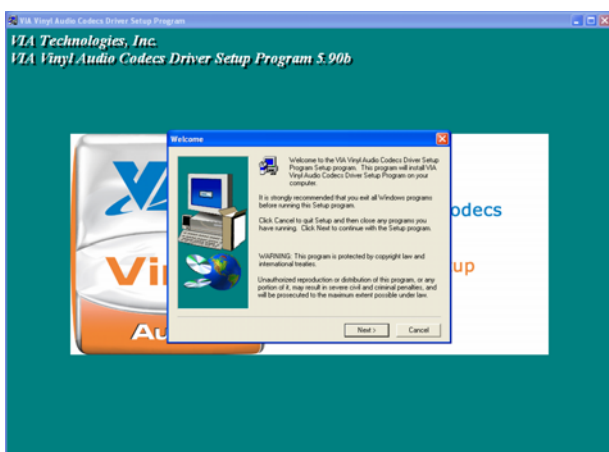 VIA Vinyl Audio Codecs Driver Setup Program
VIA Technologies, Inc.
VIA Vinyl Audio Codecs Driver Setup Program 5.90b
Welcome
Welcome to the VIA Vinyl Audio Codecs Driver Setup
Program Setup program. This program will install VIA
Vinyl Audio Codecs Driver Setup Program on your
computer.
It is strongly recommended that you exit all Windows programs
before running this Setup program.
Click Cancel to quit Setup and then close any programs you
have running. Click Next to continue with the Setup program.
WARNING: This program is protected by copyright law and
international treaties.
Unauthorized reproduction or distribution of this program, or any
portion of it, may result in severe civil and criminal penalties, and
will be prosecuted to the maximum extent possible under law.
Next >
Cancel
VI
odecs
Vi
up
Au